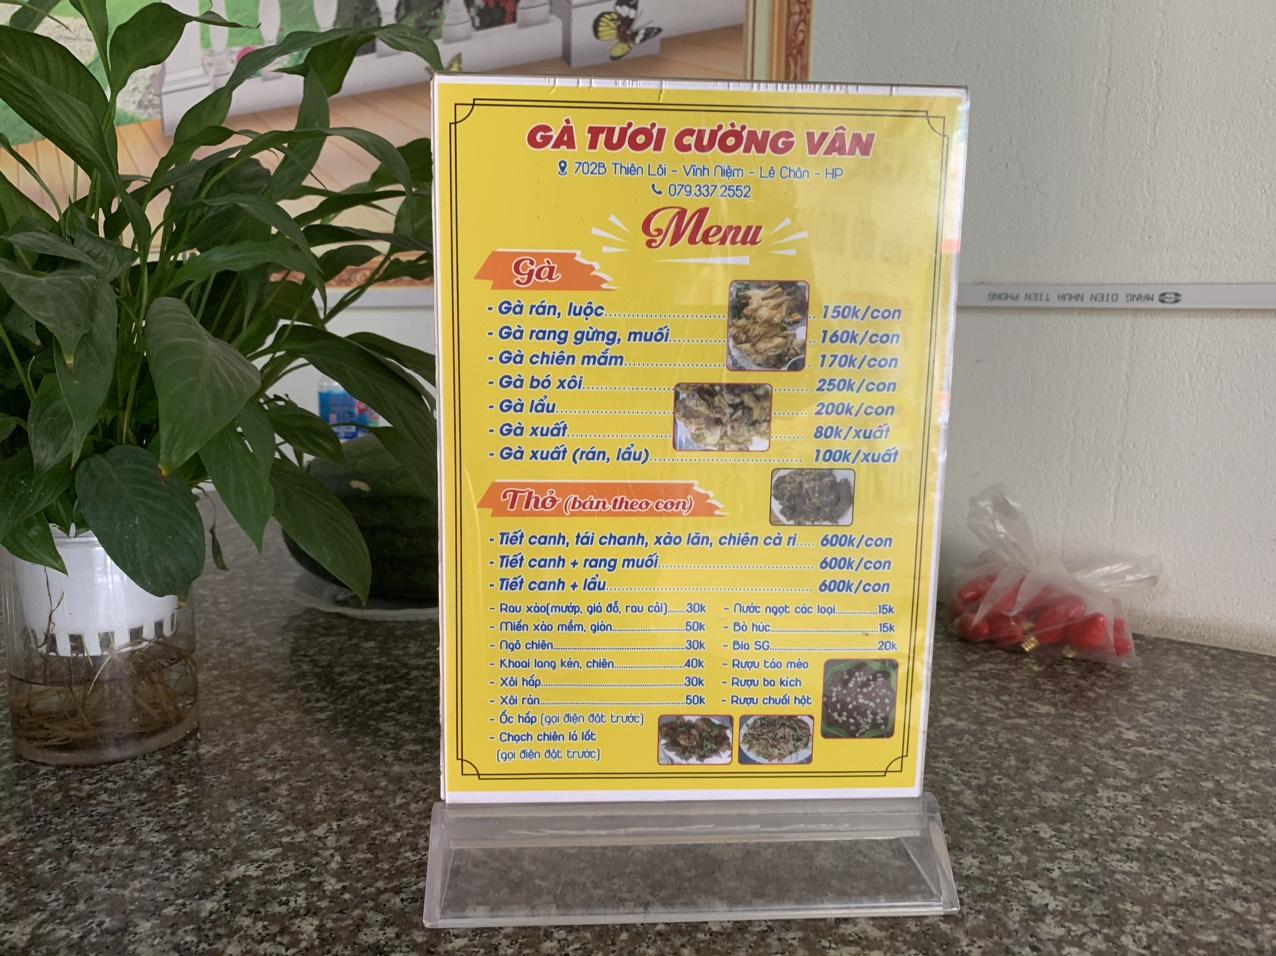 GÀ TƯƠI CƯỜNG VÂN
702B Thiên Lôi - Vĩnh Niệm - Lê Chân - HP
079.337.2552
Menu
Gà
- Gà rán, luộc........ 150k/con
- Gà rang gừng, muối........ 160k/con
- Gà chiên mắm........ 170k/con
- Gà bó xôi........ 250k/con
- Gà lẩu........ 200k/con
- Gà xuất........ 80k/xuất
- Gà xuất (rán, lẩu)........ 100k/xuất
Thỏ (bán theo con)
- Tiết canh, tái chanh, xào lăn, chiên cà ri..... 600k/con
- Tiết canh + rang muối........ 600k/con
- Tiết canh + lẩu........ 600k/con
- Rau xào(mướp, giá đỗ, rau cải)......30k
- Miến xào mềm, giòn........50k
- Ngô chiên........30k
- Khoai lang kén, chiên........40k
- Xôi hấp........30k
- Xôi rán........50k
- Ốc hấp (gọi điện đặt trước)
- Chạch chiên lá lốt
(gọi điện đặt trước)
- Nước ngọt các loại........15k
- Bò húc........15k
- Bia SG........20k
- Rượu táo mèo
- Rượu ba kích
- Rượu chuối hột
MẠNG DIEN NHUA TIEN PHONG